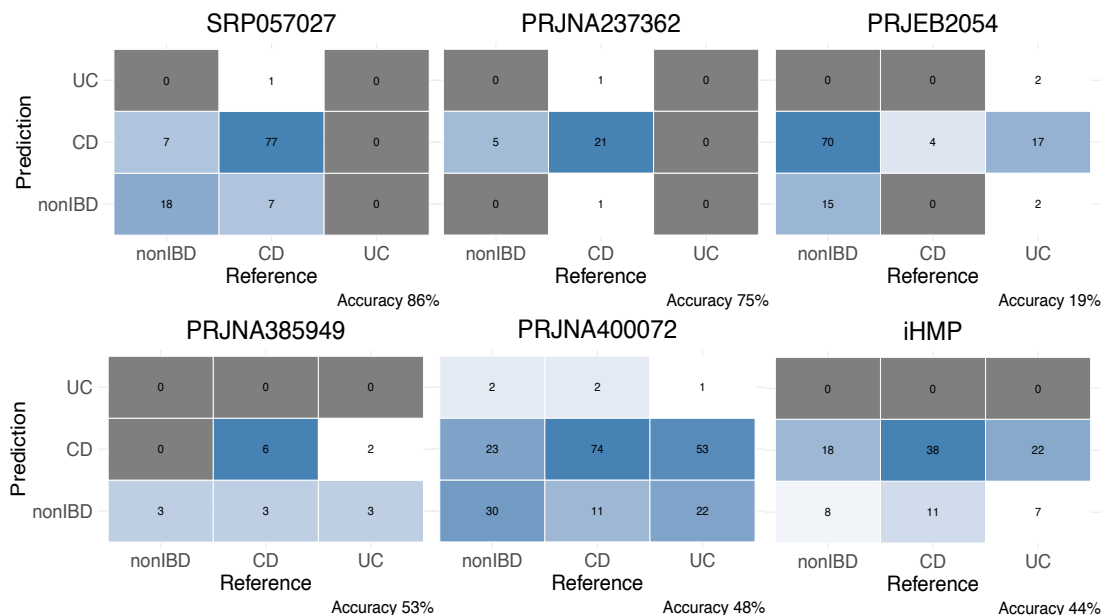 SRP057027 PRJNA237362 PRJEB2054
UC 0 1 0 0 1 0 0 0 2
CD 7 77 0 5 21 0 70 4 17
nonIBD 18 7 0 0 1 0 15 0 2
Prediction
nonIBD CD UC nonIBD CD UC nonIBD CD UC
Reference Reference Reference
Accuracy 86% Accuracy 75% Accuracy 19%
PRJNA385949 PRJNA400072 iHMP
UC 0 0 0 2 2 1 0 0 0
CD 0 6 2 23 74 53 18 38 22
nonIBD 3 3 3 30 11 22 8 11 7
Prediction
nonIBD CD UC nonIBD CD UC nonIBD CD UC
Reference Reference Reference
Accuracy 53% Accuracy 48% Accuracy 44%